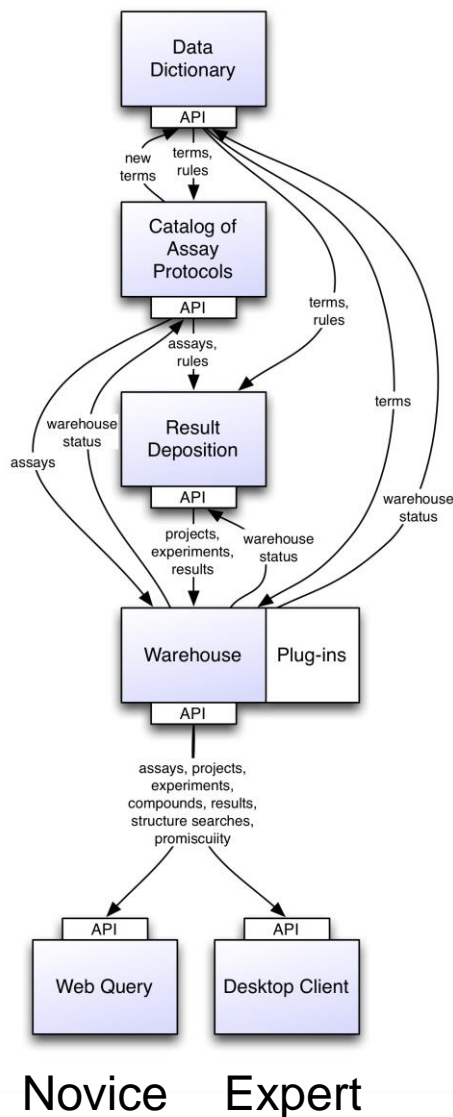 Data
Dictionary
API
new
terms
terms,
rules
Catalog of
Assay
Protocols
API
terms,
rules
assays,
rules
warehouse
status
terms
assays
Result
Deposition
API
warehouse
status
projects,
experiments,
results
warehouse
status
Warehouse
Plug-ins
API
assays, projects,
experiments,
compounds, results,
structure searches,
promiscuiity
API
API
Web Query
Desktop Client
Novice
Expert